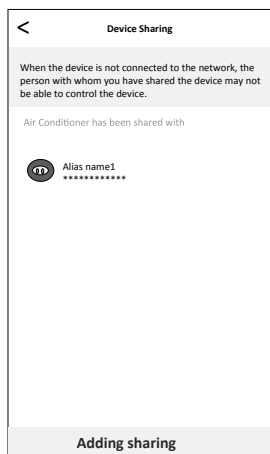 <
Device Sharing
When the device is not connected to the network, the
person with whom you have shared the device may not
be able to control the device.
Air Conditioner has been shared with
Alias name1
************
Adding sharing